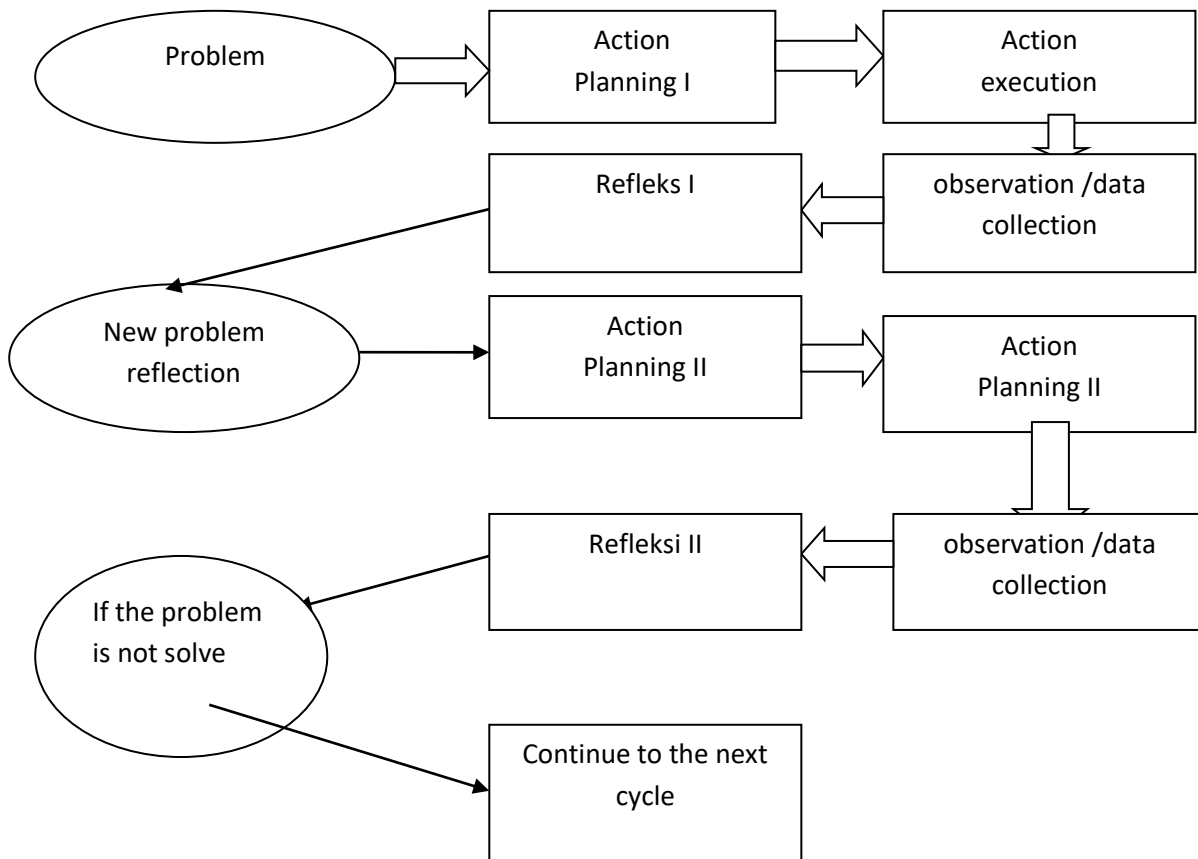 Problem
Action
Planning I
Action
execution
Refleks I
observation /data
collection
New problem
reflection
Action
Planning II
Action
Planning II
Refleksi II
observation /data
collection
If the problem
is not solve
Continue to the next
cycle